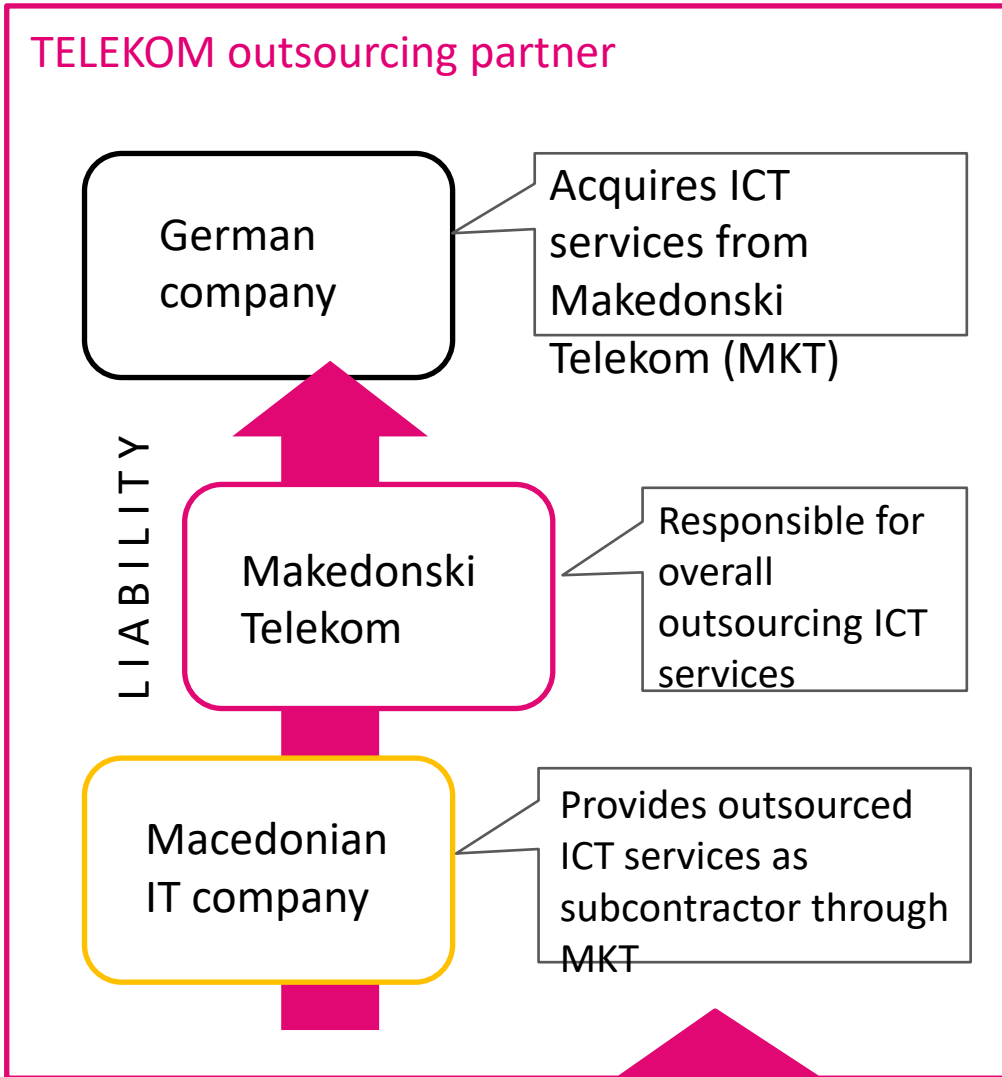 TELEKOM outsourcing partner
German
company
Acquires ICT
services from
Makedonski
Telekom (MKT)
LIABILITY
Makedonski
Telekom
Responsible for
overall
outsourcing ICT
services
Macedonian
IT company
Provides outsourced
ICT services as
subcontractor through
MKT